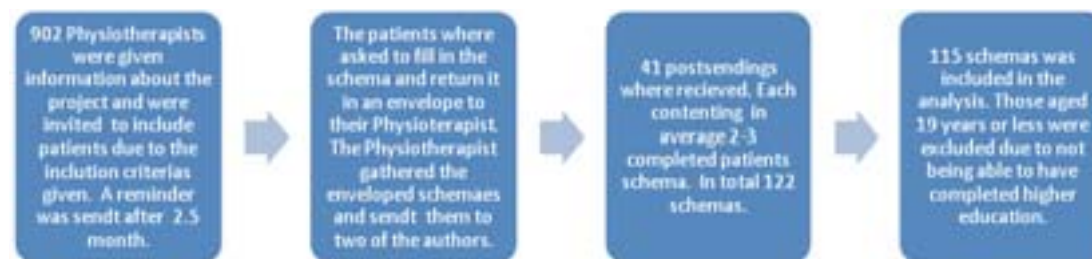 902 Physiotherapists
were given
information about the
project and were
invited to include
patients due to the
inclution criterias
given. A reminder
was sendt after 2.5
month.
The patients where
asked to fill in the
schema and return it
in an envelope to
their Physioterapist.
The Physiotherapist
gathered the
enveloped schemaes
and sendt them to
two of the authors.
41 postsendings
where recieved. Each
contenting in
average 2-3
completed patients
schema. In total 122
schemas.
115 schemas was
included in the
analysis. Those aged
19 years or less were
excluded due to not
being able to have
completed higher
education.